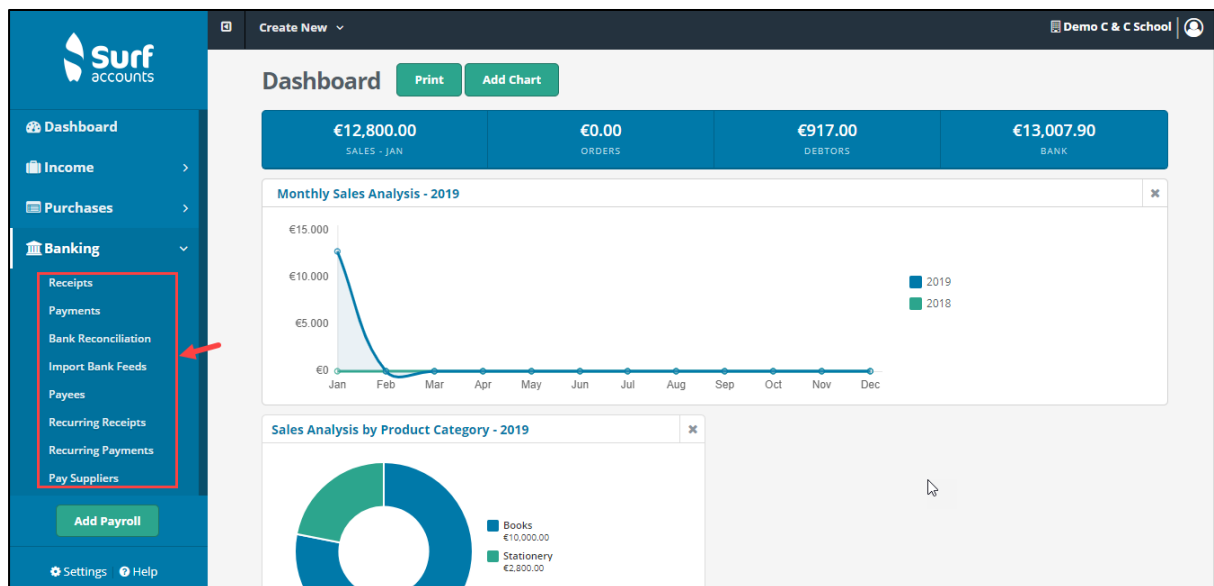 Surf
accounts
Create New
Demo C & C School
Dashboard
Income
Purchases
Banking
Receipts
Payments
Bank Reconciliation
Import Bank Feeds
Payees
Recurring Receipts
Recurring Payments
Pay Suppliers
Add Payroll
Settings Help
Dashboard Print Add Chart
€12,800.00 €0.00 €917.00 €13,007.90
SALES - JAN ORDERS DEBTORS BANK
Monthly Sales Analysis - 2019
€15.000
€10.000
€5.000
€0
Jan Feb Mar Apr May Jun Jul Aug Sep Oct Nov Dec
2019
2018
Sales Analysis by Product Category - 2019
Books
€10,000.00
Stationery
€2,800.00